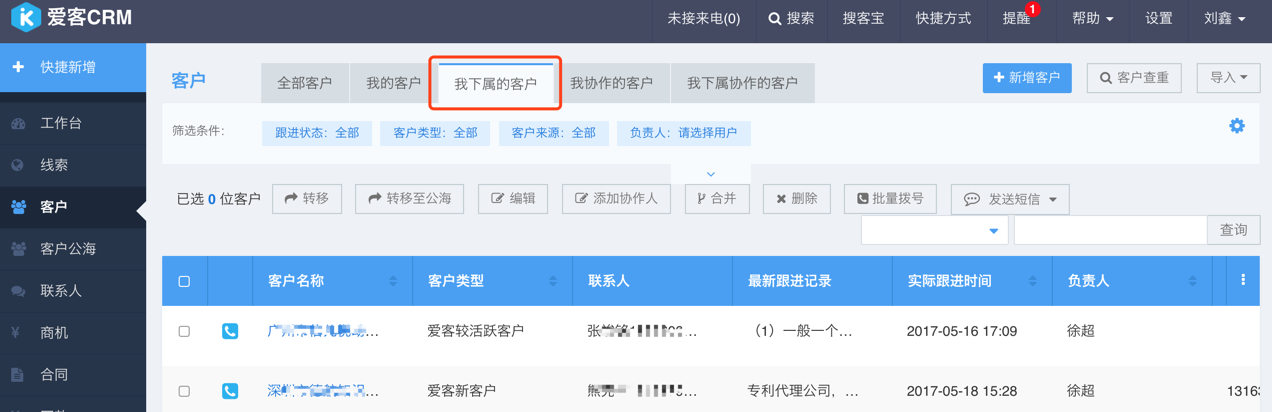 爱客CRM 未接来电(0) 搜索 搜客宝 快捷方式 提醒 1 帮助 设置 刘鑫
快捷新增
客户 全部客户 我的客户 我下属的客户 我协作的客户 我下属协作的客户 新增客户 客户查重 导入
工作台
筛选条件: 跟进状态: 全部 客户类型: 全部 客户来源: 全部 负责人: 请选择用户
线索
已选 0 位客户 转移 转移至公海 编辑 添加协作人 合并 删除 批量拨号 发送短信
客户
查询
客户公海
客户名称 客户类型 联系人 最新跟进记录 实际跟进时间 负责人
联系人
爱客较活跃客户 张 ... （1）一般一个... 2017-05-16 17:09 徐超
商机
合同
爱客新客户 ... 专利代理公司, ... 2017-05-18 15:28 徐超